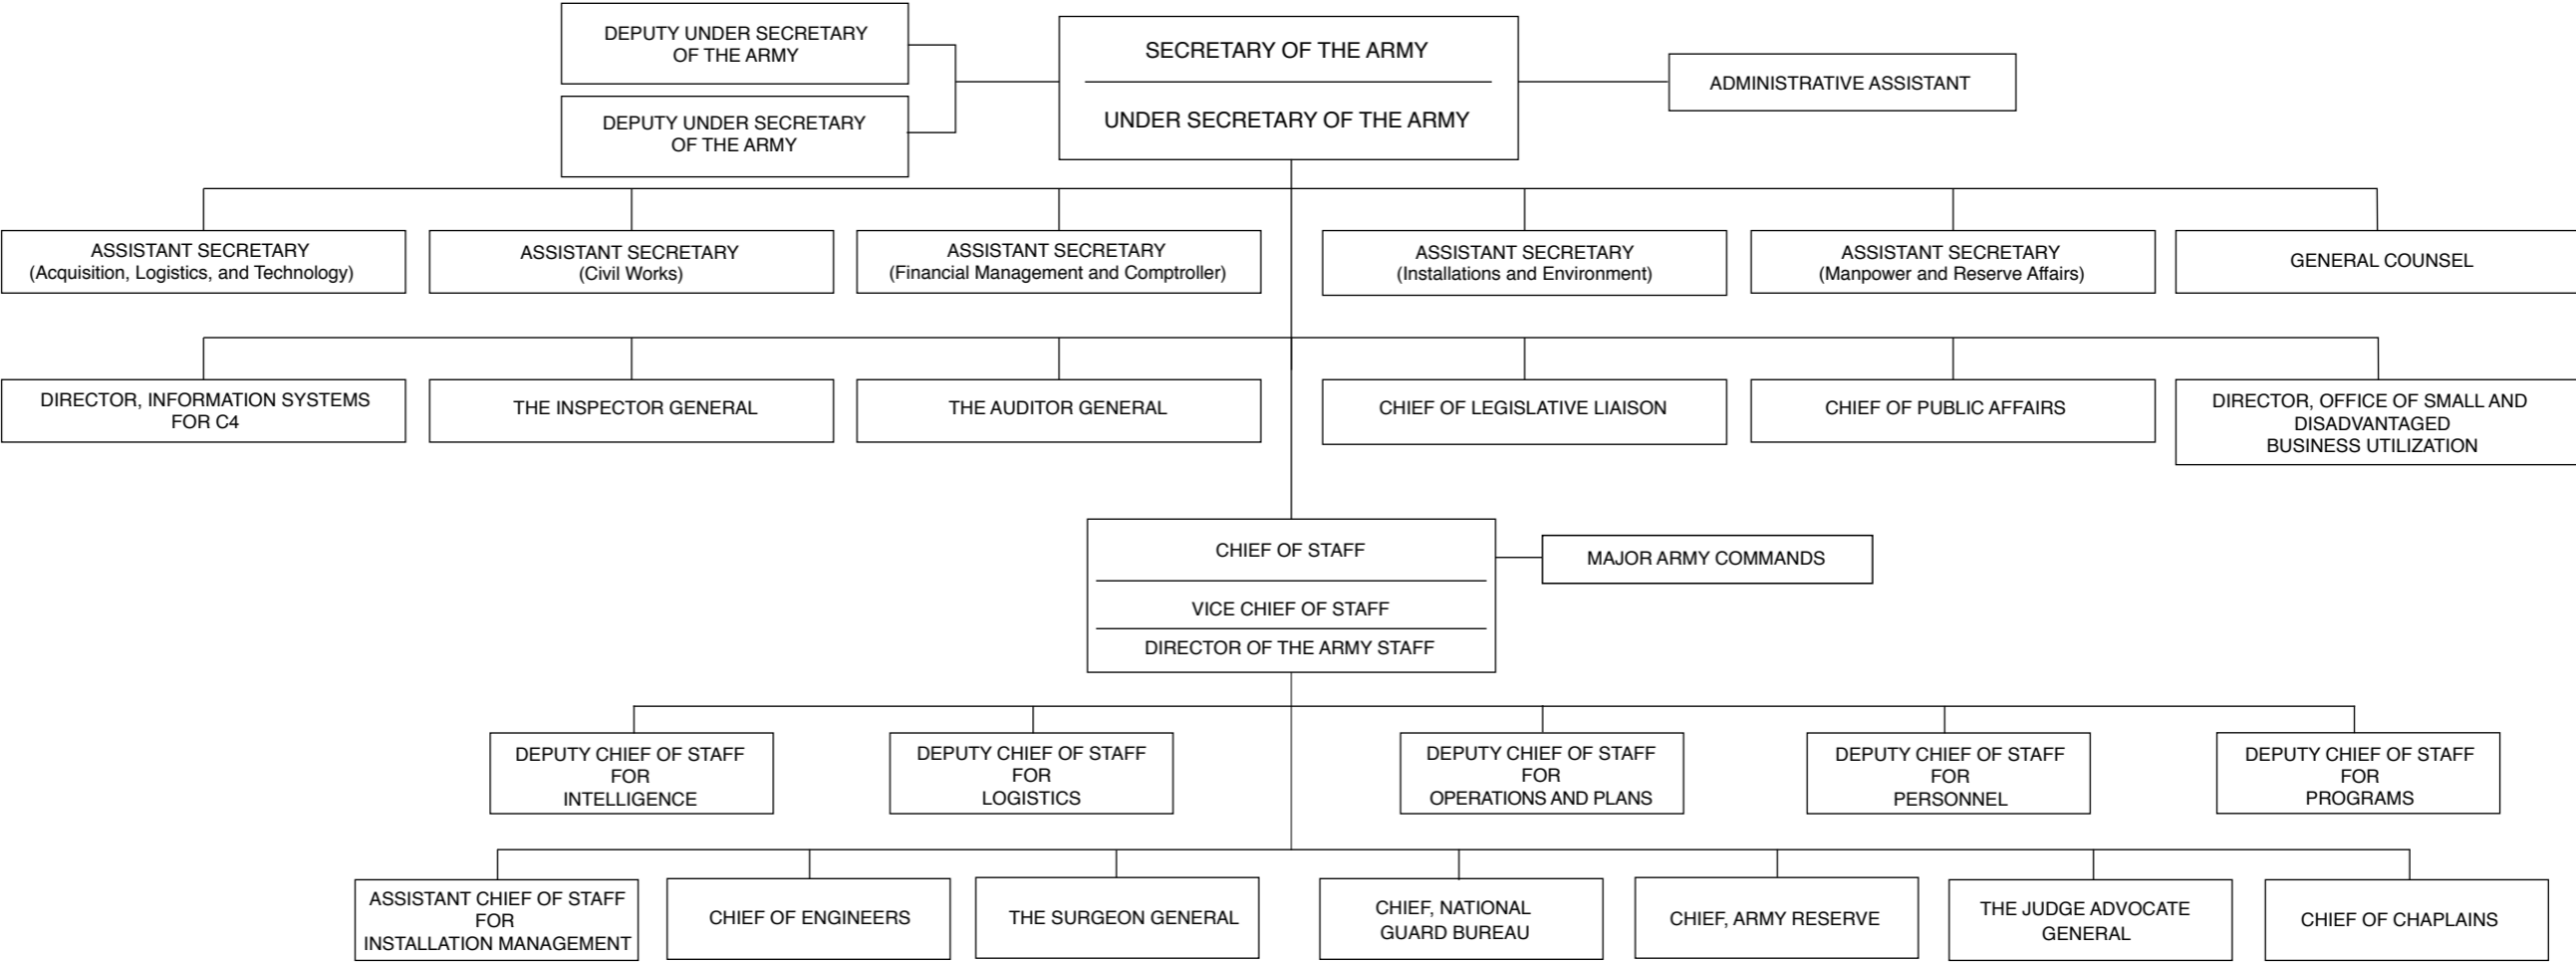 DEPUTY UNDER SECRETARY
OF THE ARMY
DEPUTY UNDER SECRETARY
OF THE ARMY
SECRETARY OF THE ARMY
UNDER SECRETARY OF THE ARMY
ADMINISTRATIVE ASSISTANT
ASSISTANT SECRETARY
(Acquisition, Logistics, and Technology)
ASSISTANT SECRETARY
(Civil Works)
ASSISTANT SECRETARY
(Financial Management and Comptroller)
ASSISTANT SECRETARY
(Installations and Environment)
ASSISTANT SECRETARY
(Manpower and Reserve Affairs)
GENERAL COUNSEL
DIRECTOR, INFORMATION SYSTEMS
FOR C4
THE INSPECTOR GENERAL
THE AUDITOR GENERAL
CHIEF OF LEGISLATIVE LIAISON
CHIEF OF PUBLIC AFFAIRS
DIRECTOR, OFFICE OF SMALL AND
DISADVANTAGED
BUSINESS UTILIZATION
CHIEF OF STAFF
VICE CHIEF OF STAFF
DIRECTOR OF THE ARMY STAFF
MAJOR ARMY COMMANDS
DEPUTY CHIEF OF STAFF
FOR
INTELLIGENCE
DEPUTY CHIEF OF STAFF
FOR
LOGISTICS
DEPUTY CHIEF OF STAFF
FOR
OPERATIONS AND PLANS
DEPUTY CHIEF OF STAFF
FOR
PERSONNEL
DEPUTY CHIEF OF STAFF
FOR
PROGRAMS
ASSISTANT CHIEF OF STAFF
FOR
INSTALLATION MANAGEMENT
CHIEF OF ENGINEERS
THE SURGEON GENERAL
CHIEF, NATIONAL
GUARD BUREAU
CHIEF, ARMY RESERVE
THE JUDGE ADVOCATE
GENERAL
CHIEF OF CHAPLAINS